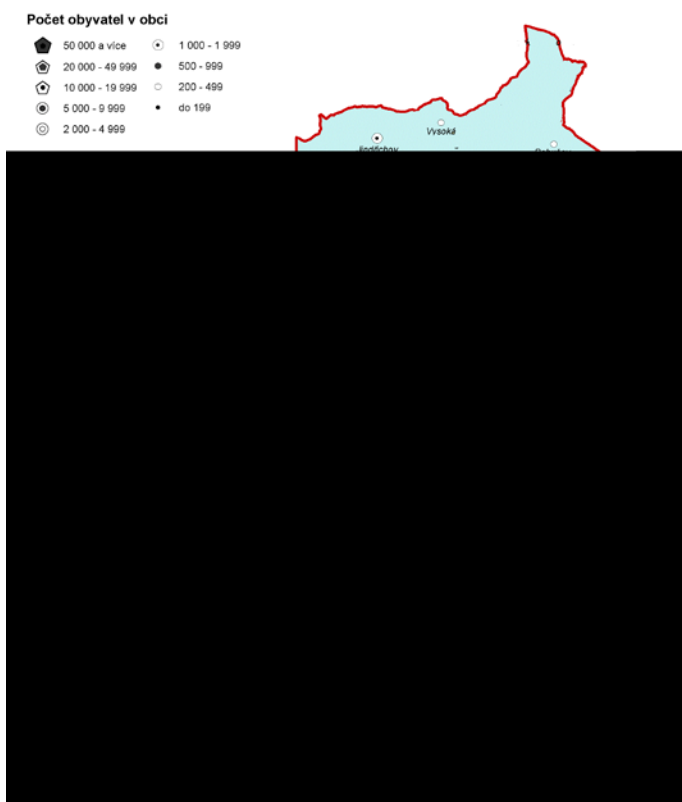 Počet obyvatel v obci
50 000 a více
20 000 - 49 999
10 000 - 19 999
5 000 - 9 999
2 000 - 4 999
1 000 - 1 999
500 - 999
200 - 499
do 199
Vysoká